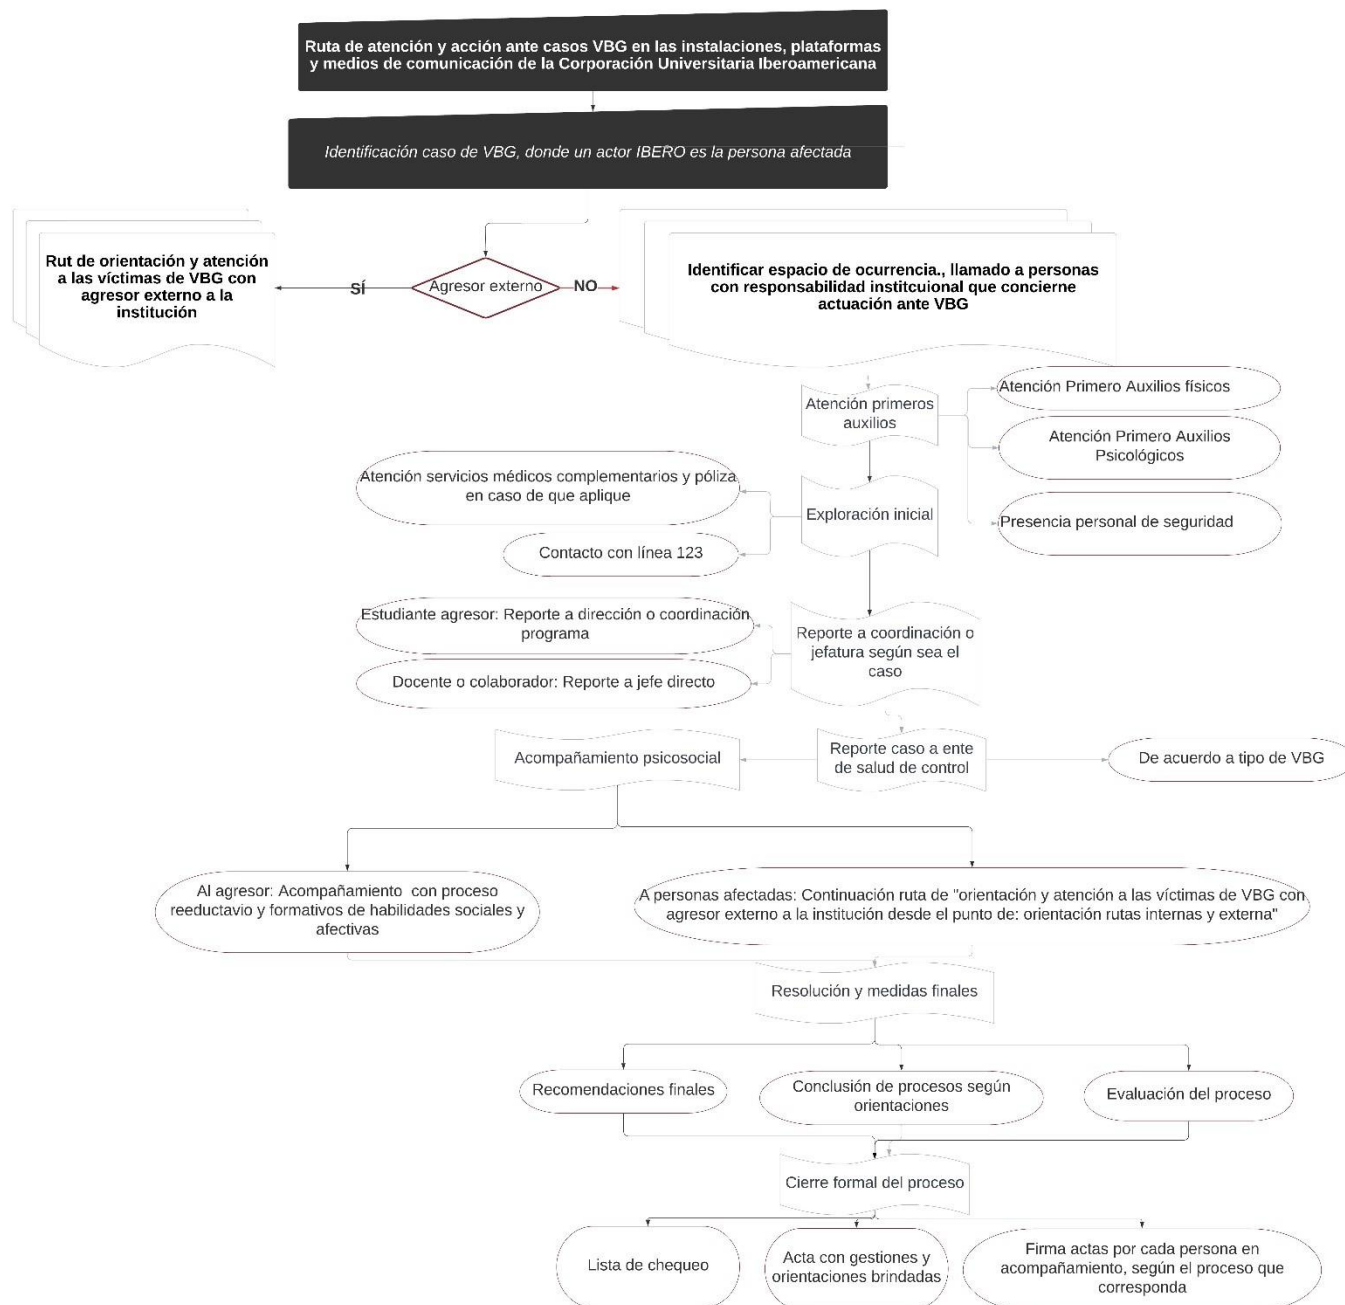 Ruta de atención y acción ante casos VBG en las instalaciones, plataformas
y medios de comunicación de la Corporación Universitaria Iberoamericana
Identificación caso de VBG, donde un actor IBERO es la persona afectada
Rut de orientación y atención
a las víctimas de VBG con
agresor externo a la
institución
SÍ
Agresor externo
NO
Identificar espacio de ocurrencia., llamado a personas
con responsabilidad institcuional que concierne
actuación ante VBG
Atención primeros
auxilios
Atención Primero Auxilios físicos
Atención Primero Auxilios
Psicológicos
Presencia personal de seguridad
Atención servicios médicos complementarios y póliza
en caso de que aplique
Exploración inicial
Contacto con línea 123
Estudiante agresor: Reporte a dirección o coordinación
programa
Reporte a coordinación o
jefatura según sea el
caso
Docente o colaborador: Reporte a jefe directo
Acompañamiento psicosocial
Reporte caso a ente
de salud de control
De acuerdo a tipo de VBG
Al agresor: Acompañamiento con proceso
reeductavio y formativos de habilidades sociales y
afectivas
A personas afectadas: Continuación ruta de "orientación y atención a las víctimas de VBG con
agresor externo a la institución desde el punto de: orientación rutas internas y externa"
Resolución y medidas finales
Recomendaciones finales
Conclusión de procesos según
orientaciones
Evaluación del proceso
Cierre formal del proceso
Lista de chequeo
Acta con gestiones y
orientaciones brindadas
Firma actas por cada persona en
acompañamiento, según el proceso que
corresponda